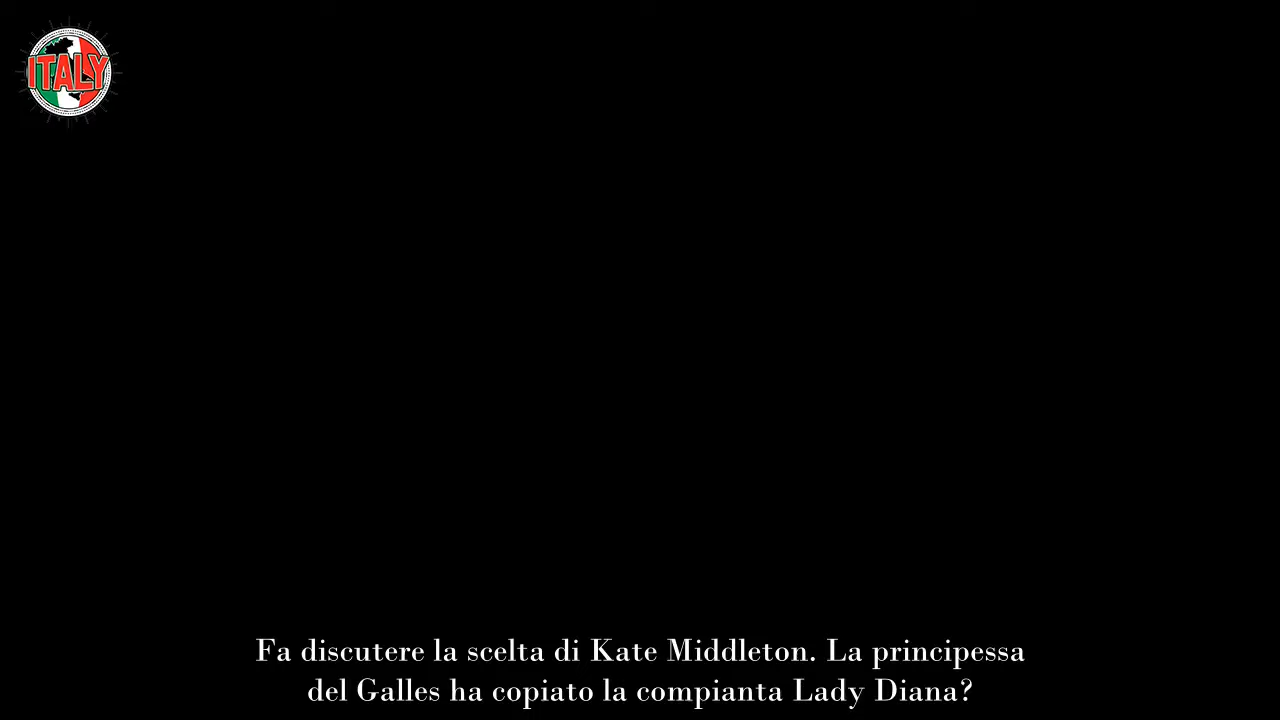 ITALY
Fa discutere la scelta di Kate Middleton. La principessa
del Galles ha copiato la compianta Lady Diana?